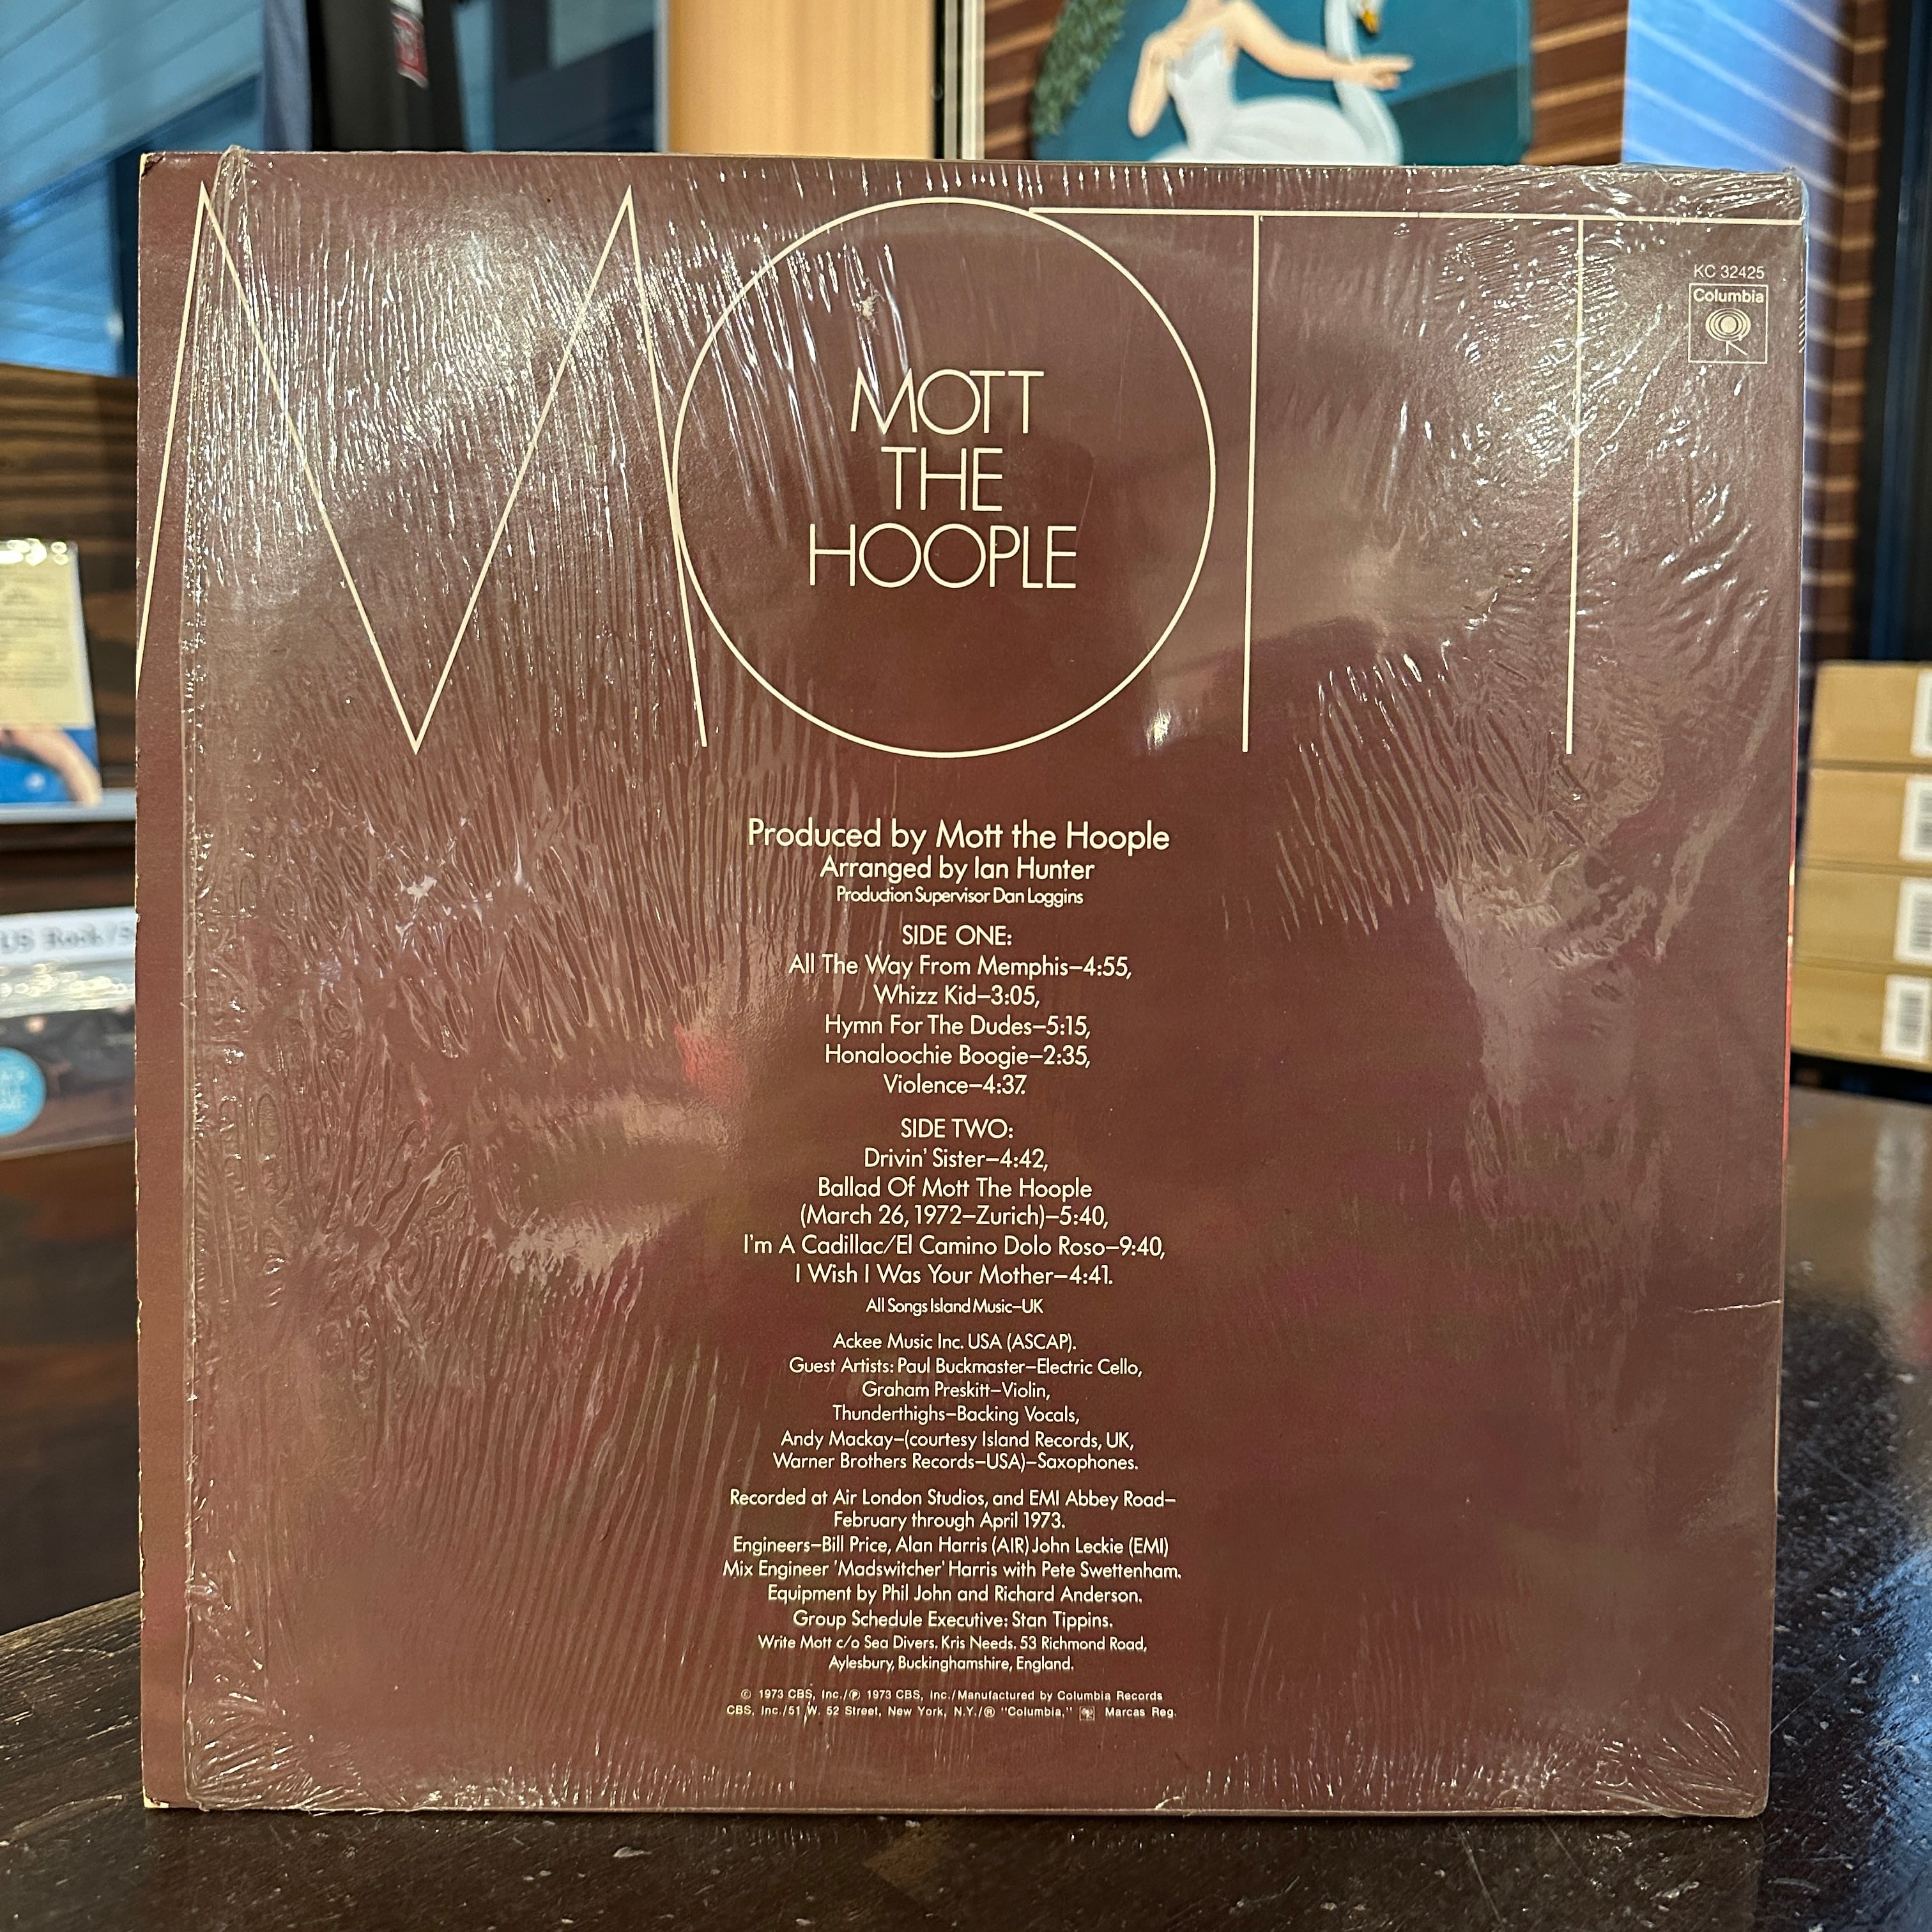 MOTT
KC 32425
Columbia
MOTT
THE
HOOPLE
Produced by Mott the Hoople
Arranged by Ian Hunter
Production Supervisor Dan Loggins
SIDE ONE:
All The Way From Memphis–4:55,
Whizz Kid–3:05,
Hymn For The Dudes–5:15,
Honaloochie Boogie–2:35,
Violence–4:37.
SIDE TWO:
Drivin' Sister–4:42,
Ballad Of Mott The Hoople
(March 26, 1972–Zurich)–5:40,
I'm A Cadillac/El Camino Dolo Roso–9:40,
I Wish I Was Your Mother–4:41.
All Songs Island Music–UK
Ackee Music Inc. USA (ASCAP).
Guest Artists: Paul Buckmaster–Electric Cello,
Graham Preskitt–Violin,
Thunderthighs–Backing Vocals,
Andy Mackay–(courtesy Island Records, UK,
Warner Brothers Records–USA)–Saxophones.
Recorded at Air London Studios, and EMI Abbey Road–
February through April 1973.
Engineers–Bill Price, Alan Harris (AIR) John Leckie (EMI)
Mix Engineer 'Madswitcher' Harris with Pete Swettenham.
Equipment by Phil John and Richard Anderson.
Group Schedule Executive: Stan Tippins.
Write Mott c/o Sea Divers. Kris Needs. 53 Richmond Road,
Aylesbury, Buckinghamshire, England.
© 1973 CBS, Inc./℗ 1973 CBS, Inc./Manufactured by Columbia Records
CBS, Inc./51 W. 52 Street, New York, N.Y./® "Columbia," Marcas Reg.
US Rock/